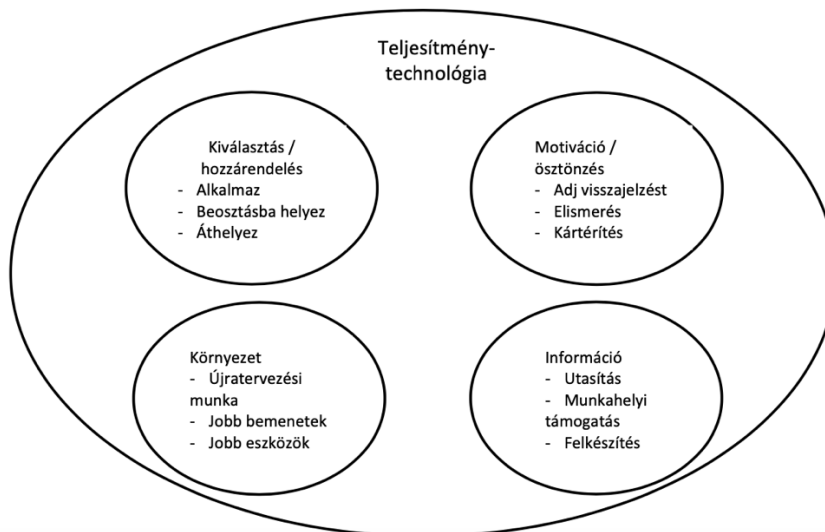 Teljesítmény-
technológia
Kiválasztás /
hozzárendelés
- Alkalmaz
- Beosztásba helyez
- Áthelyez
Motiváció /
ösztönzés
- Adj visszajelzést
- Elismerés
- Kártérítés
Környezet
- Újratervezési
munka
- Jobb bemenetek
- Jobb eszközök
Információ
- Utasítás
- Munkahelyi
támogatás
- Felkészítés